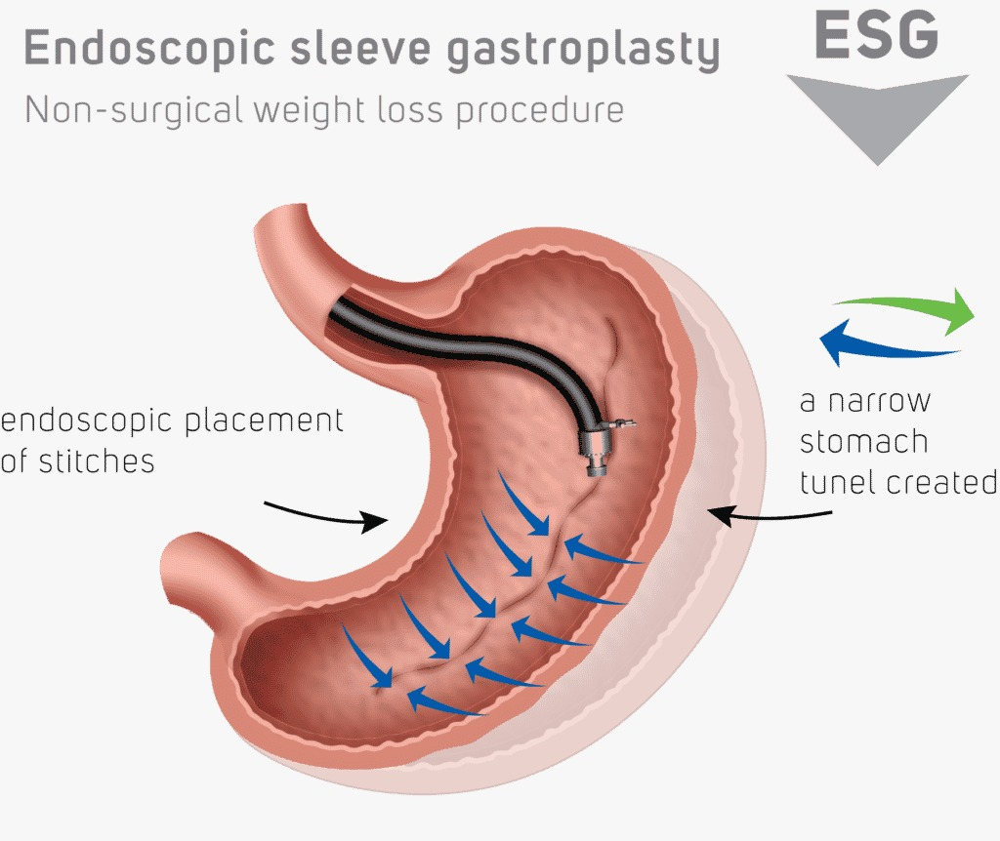 Endoscopic sleeve gastroplasty
Non-surgical weight loss procedure
ESG
endoscopic placement
of stitches
a narrow
stomach
tunel created